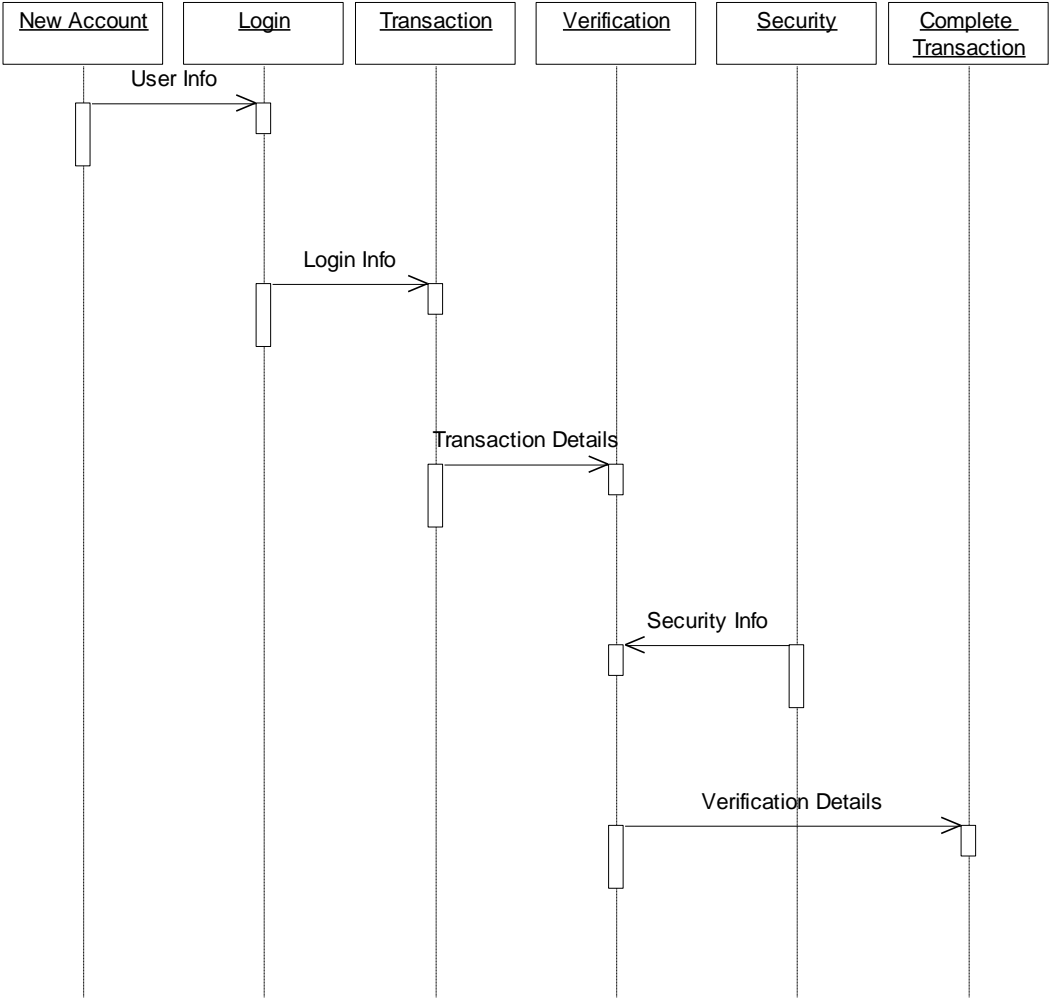 New Account
Login
Transaction
Verification
Security
Complete
Transaction
User Info
Login Info
Transaction Details
Security Info
Verification Details